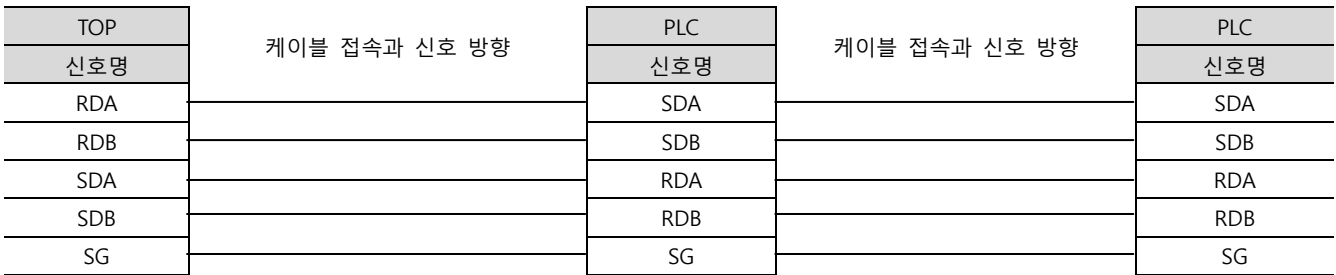 TOP 케이블 접속과 신호 방향 PLC 케이블 접속과 신호 방향 PLC
신호명 신호명 신호명
RDA SDA SDA
RDB SDB SDB
SDA RDA RDA
SDB RDB RDB
SG SG SG